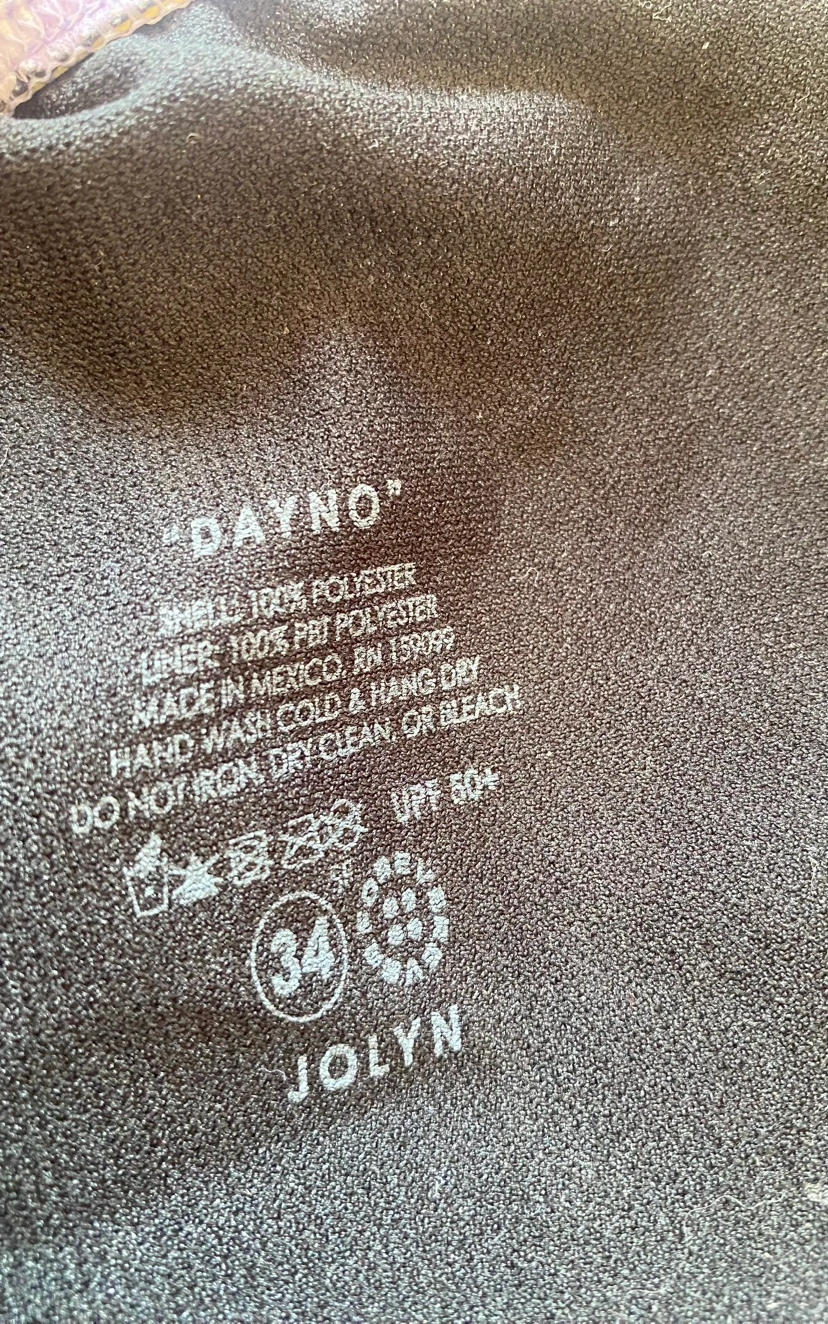 "DAYNO"
SHELL: 100% POLYESTER
LINER: 100% PBT POLYESTER
MADE IN MEXICO RN 159099
HAND WASH COLD & HANG DRY
DO NOT IRON, DRY CLEAN, OR BLEACH
UPF 50+
34
JOLYN